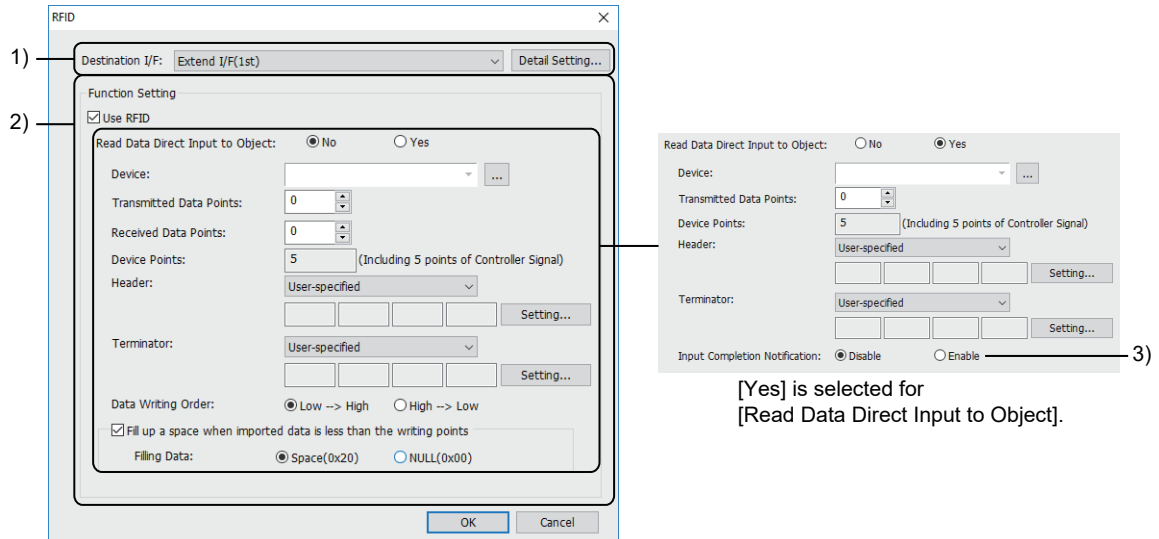 RFID
1)
Destination I/F: Extend I/F(1st) Detail Setting...
2)
Function Setting
Use RFID
Read Data Direct Input to Object: No Yes
Device: ...
Transmitted Data Points: 0
Received Data Points: 0
Device Points: 5 (Including 5 points of Controller Signal)
Header: User-specified
Setting...
Terminator: User-specified
Setting...
Data Writing Order: Low --> High High --> Low
Fill up a space when imported data is less than the writing points
Filling Data: Space(0x20) NULL(0x00)
OK Cancel
Read Data Direct Input to Object: No Yes
Device: ...
Transmitted Data Points: 0
Device Points: 5 (Including 5 points of Controller Signal)
Header: User-specified
Setting...
Terminator: User-specified
Setting...
Input Completion Notification: Disable Enable
3)
[Yes] is selected for
[Read Data Direct Input to Object].